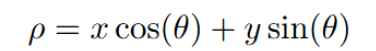 ρ = x cos(θ) + y sin(θ)